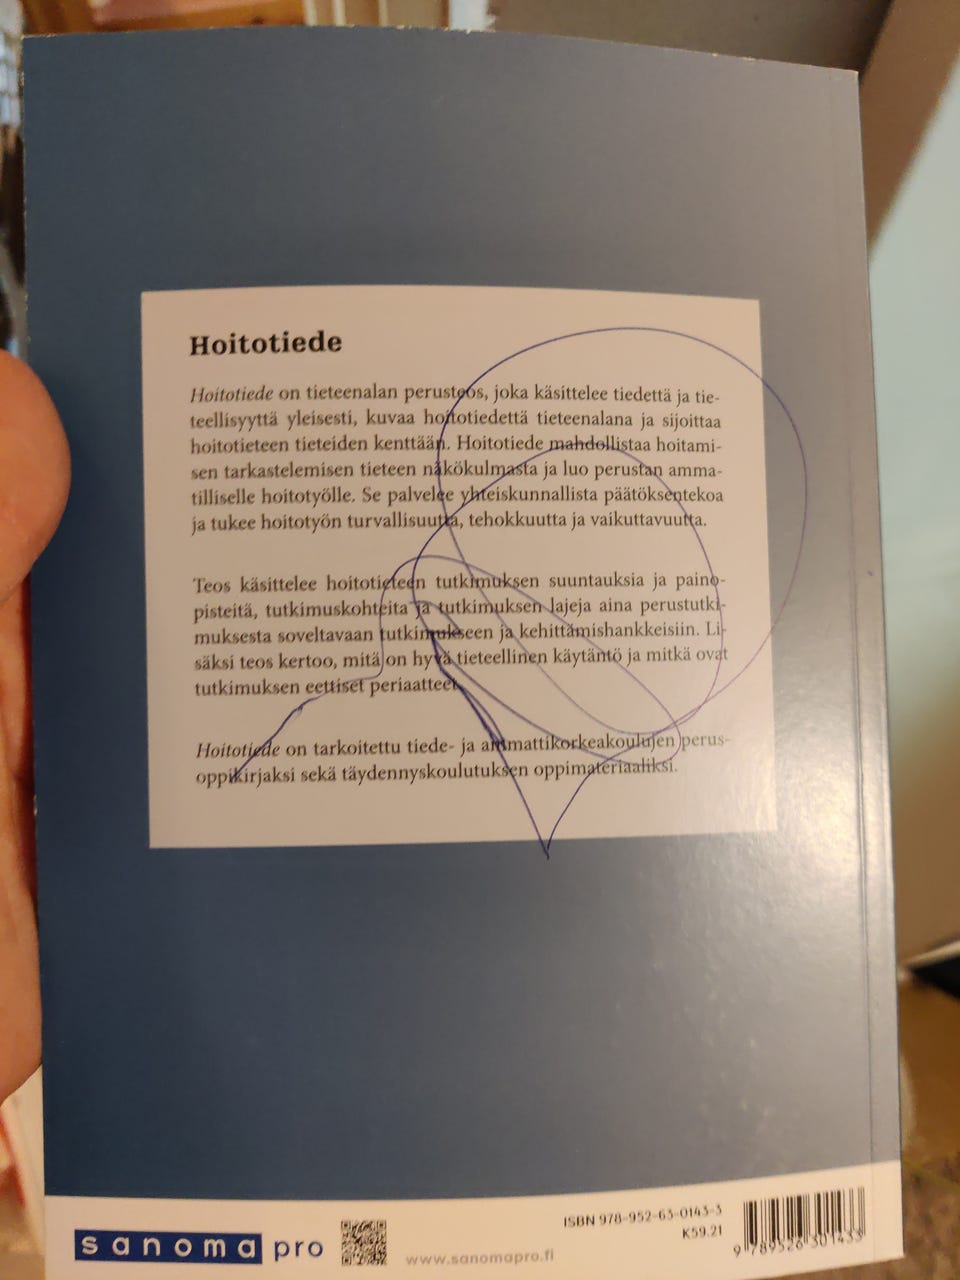 Hoitotiede
Hoitotiede on tieteenalan perusteos, joka käsittelee tiedettä ja tie-
teellisyyttä yleisesti, kuvaa hoitotiedettä tieteenalana ja sijoittaa
hoitotieteen tieteiden kenttään. Hoitotiede mahdollistaa hoitami-
sen tarkastelemisen tieteen näkökulmasta ja luo perustan amma-
tilliselle hoitotyölle. Se palvelee yhteiskunnallista päätöksentekoa
ja tukee hoitotyön turvallisuutta, tehokkuutta ja vaikuttavuutta.
Teos käsittelee hoitotieteen tutkimuksen suuntauksia ja paino-
pisteitä, tutkimuskohteita ja tutkimuksen lajeja aina perustutki-
muksesta soveltavaan tutkimukseen ja kehittämishankkeisiin. Li-
säksi teos kertoo, mitä on hyvä tieteellinen käytäntö ja mitkä ovat
tutkimuksen eettiset periaatteet.
Hoitotiede on tarkoitettu tiede- ja ammattikorkeakoulujen perus-
oppikirjaksi sekä täydennyskoulutuksen oppimateriaaliksi.
sanoma pro
www.sanomapro.fi
ISBN 978-952-63-0143-3
K59.21
9 789526 301433